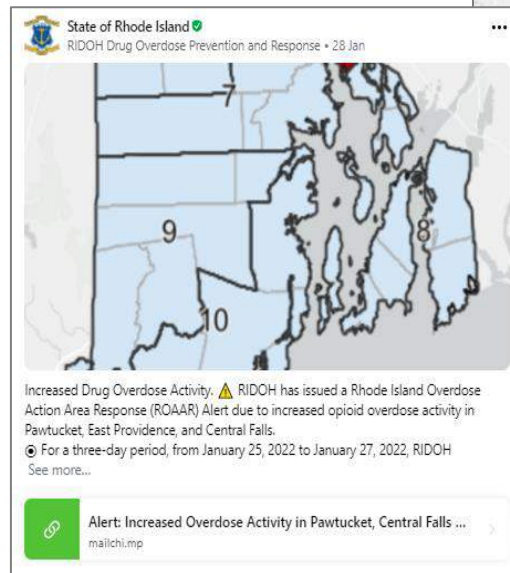 State of Rhode Island
RIDOH Drug Overdose Prevention and Response • 28 Jan
7
9
8
10
Increased Drug Overdose Activity. ⚠ RIDOH has issued a Rhode Island Overdose
Action Area Response (ROAAR) Alert due to increased opioid overdose activity in
Pawtucket, East Providence, and Central Falls.
For a three-day period, from January 25, 2022 to January 27, 2022, RIDOH
See more...
Alert: Increased Overdose Activity in Pawtucket, Central Falls ...
mailchi.mp